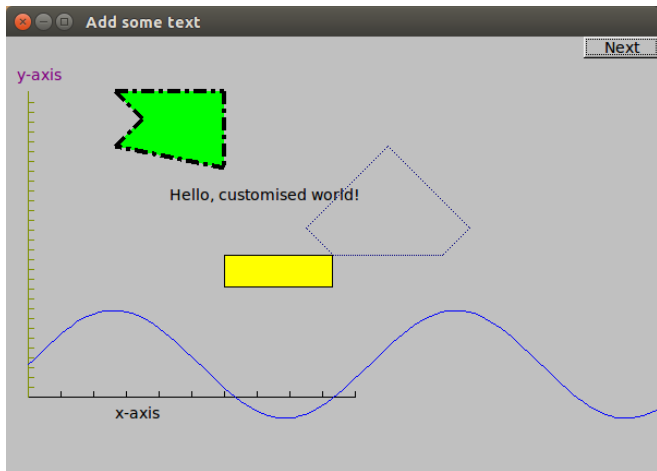 Add some text
Next
y-axis
Hello, customised world!
x-axis